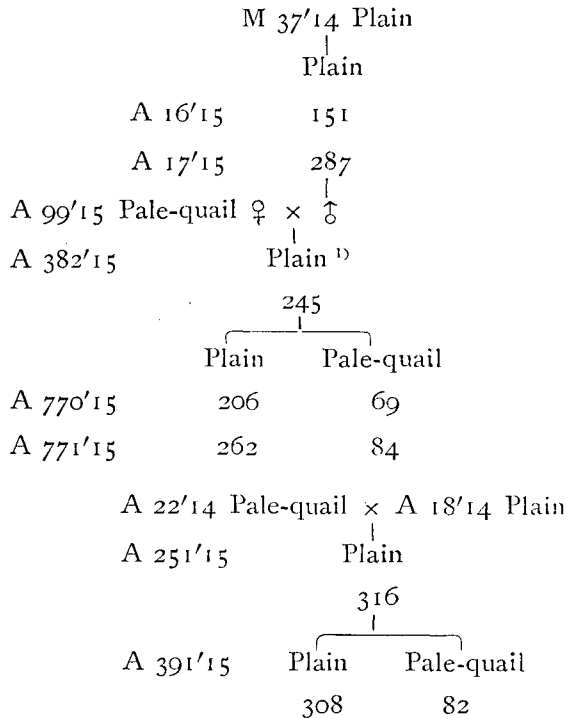 M 37'14 Plain
Plain
A 16'15 151
A 17'15 287
A 99'15 Pale-quail ♀ × ♂
A 382'15 Plain ¹⁾
245
Plain Pale-quail
A 770'15 206 69
A 771'15 262 84
A 22'14 Pale-quail × A 18'14 Plain
A 251'15 Plain
316
A 391'15 Plain Pale-quail
308 82